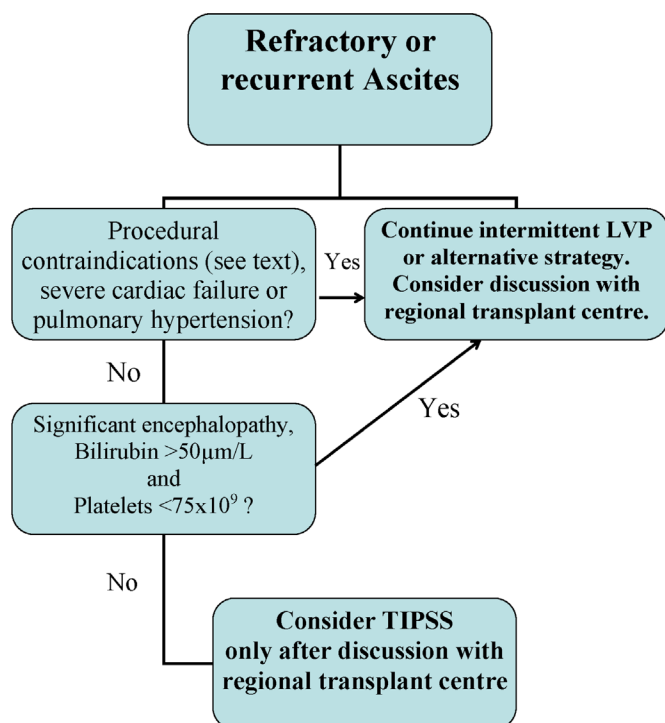 Refractory or
recurrent Ascites
Procedural
contraindications (see text),
severe cardiac failure or
pulmonary hypertension?
Yes
Continue intermittent LVP
or alternative strategy.
Consider discussion with
regional transplant centre.
No
Significant encephalopathy,
Bilirubin >50µm/L
and
Platelets <75x10⁹ ?
Yes
No
Consider TIPSS
only after discussion with
regional transplant centre